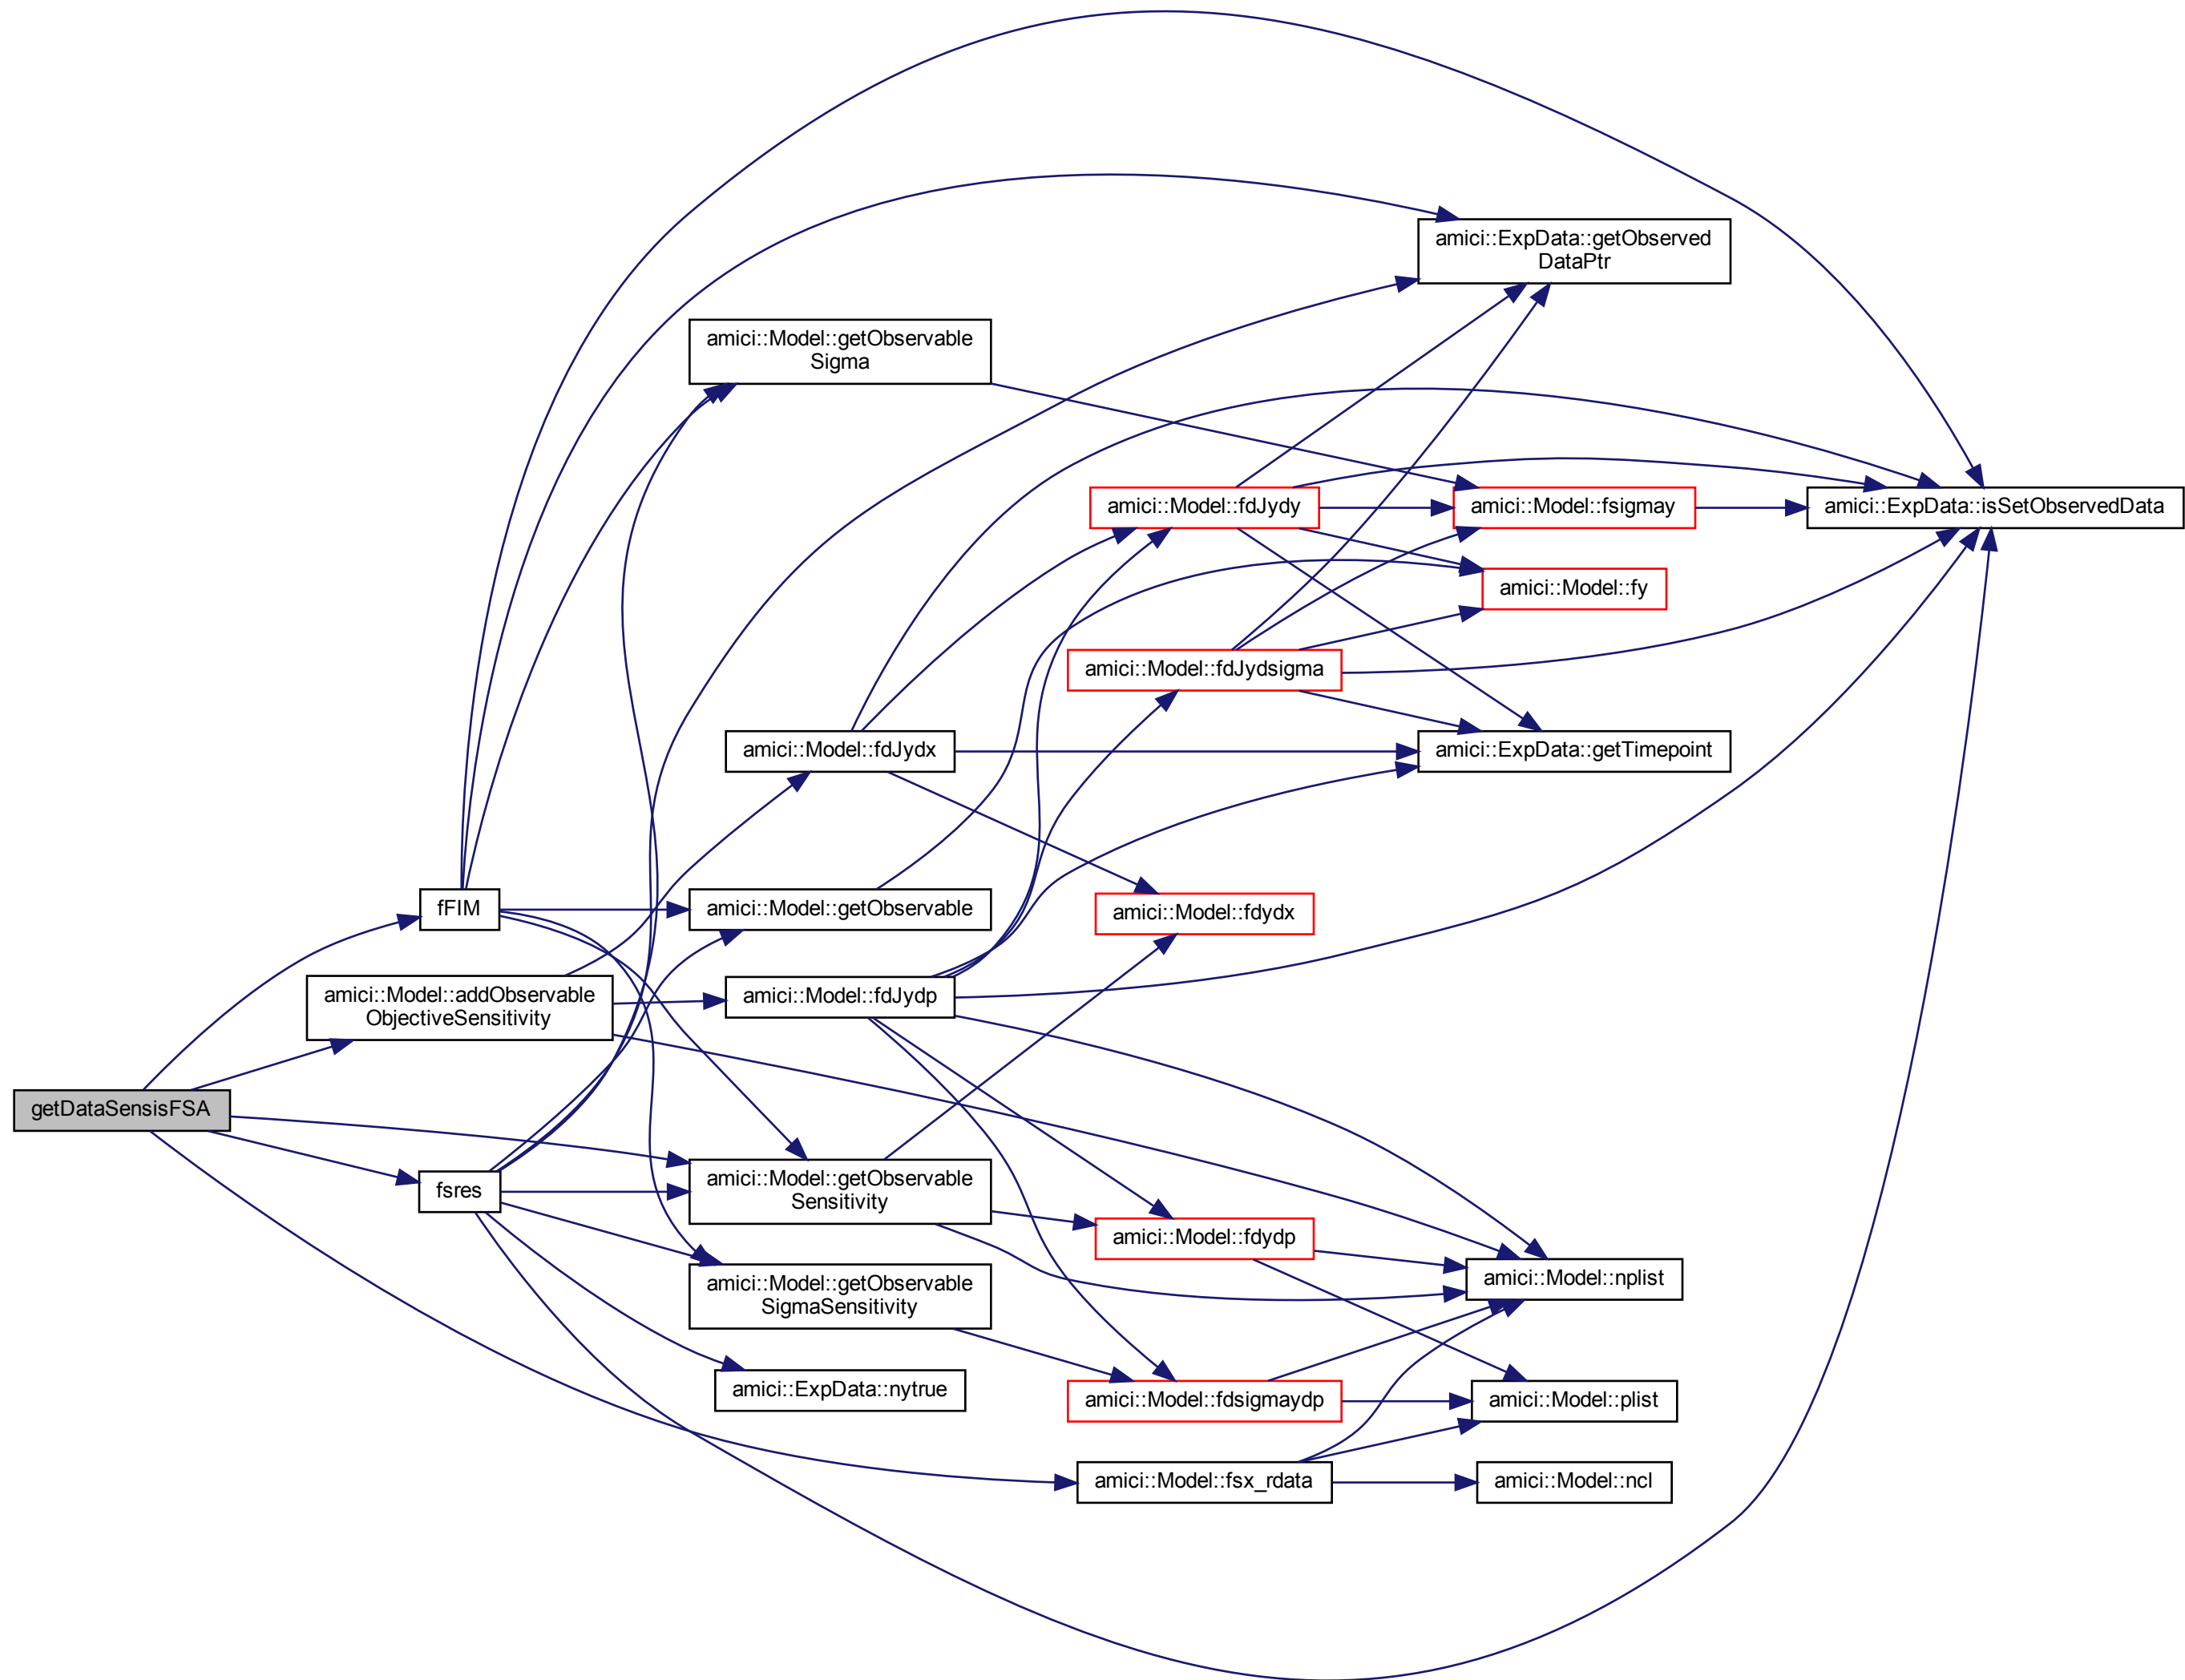 amici::ExpData::getObserved
DataPtr
amici::Model::getObservable
Sigma
amici::Model::fdJydy
amici::Model::fsigmay
amici::ExpData::isSetObservedData
amici::Model::fy
amici::Model::fdJydsigma
amici::Model::fdJydx
amici::ExpData::getTimepoint
fFIM
amici::Model::getObservable
amici::Model::fdydx
amici::Model::addObservable
ObjectiveSensitivity
amici::Model::fdJydp
getDataSensisFSA
fsres
amici::Model::getObservable
Sensitivity
amici::Model::fdydp
amici::Model::nplist
amici::Model::getObservable
SigmaSensitivity
amici::ExpData::nytrue
amici::Model::fdsigmaydp
amici::Model::plist
amici::Model::fsx_rdata
amici::Model::ncl